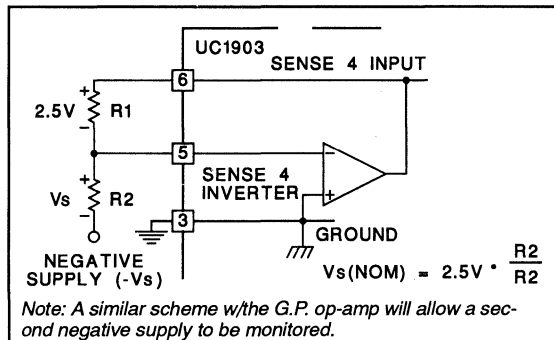 UC1903
SENSE 4 INPUT
6
+
2.5V R1
−
5
−
+
SENSE 4
INVERTER
+
Vs R2
−
3
GROUND
NEGATIVE
SUPPLY (-Vs)
Vs(NOM) = 2.5V • R2
R2
Note: A similar scheme w/the G.P. op-amp will allow a sec-
ond negative supply to be monitored.